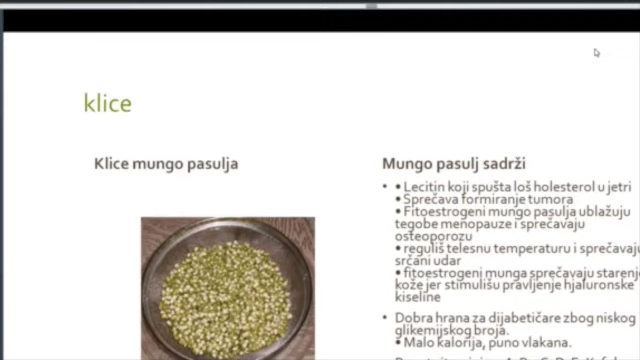 klice
Klice mungo pasulja
Mungo pasulj sadrži
• • Lecitin koji spušta loš holesterol u jetri
• Sprečava formiranje tumora
• Fitoestrogeni mungo pasulja ublažuju
tegobe menopauze i sprečavaju
osteoporozu
• reguliš telesnu temperaturu i sprečavaju
srčani udar
• fitoestrogeni munga sprečavaju starenje
kože jer stimulišu pravljenje hjaluronske
kiseline
• Dobra hrana za dijabetičare zbog niskog
glikemijskog broja.
• Malo kalorija, puno vlakana.